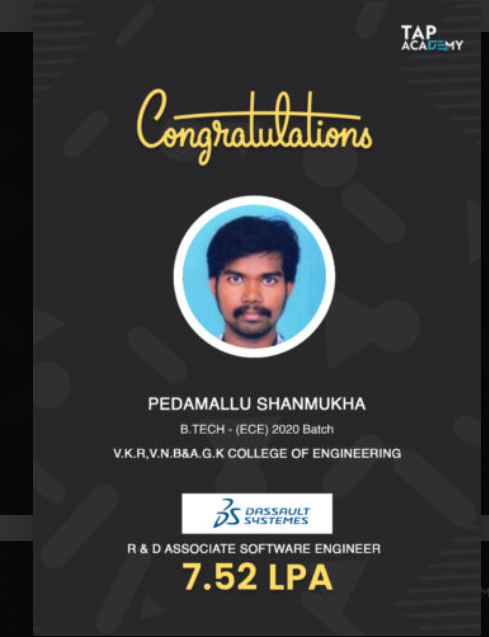 TAP
ACADEMY
Congratulations
PEDAMALLU SHANMUKHA
B.TECH - (ECE) 2020 Batch
V.K.R,V.N.B&A.G.K COLLEGE OF ENGINEERING
3S DASSAULT
SYSTEMES
R & D ASSOCIATE SOFTWARE ENGINEER
7.52 LPA